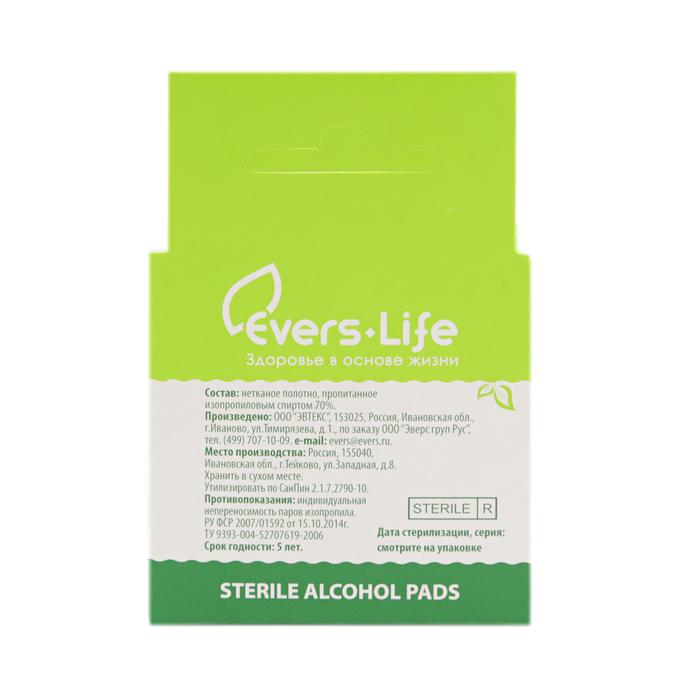 Evers+Life
Здоровье в основе жизни
Состав: нетканое полотно, пропитанное
изопропиловым спиртом 70%.
Произведено: ООО "ЭВТЕКС", 153025, Россия, Ивановская обл.,
г.Иваново, ул.Тимирязева, д.1., по заказу ООО "Эверс груп Рус",
тел. (499) 707-10-09. e-mail: evers@evers.ru.
Место производства: Россия, 155040,
Ивановская обл., г.Тейково, ул.Западная, д.8.
Хранить в сухом месте.
Утилизировать по СанПин 2.1.7.2790-10.
Противопоказания: индивидуальная
непереносимость паров изопропила.
РУ ФСР 2007/01592 от 15.10.2014г.
ТУ 9393-004-52707619-2006
Срок годности: 5 лет.
STERILE R
Дата стерилизации, серия:
смотрите на упаковке
STERILE ALCOHOL PADS